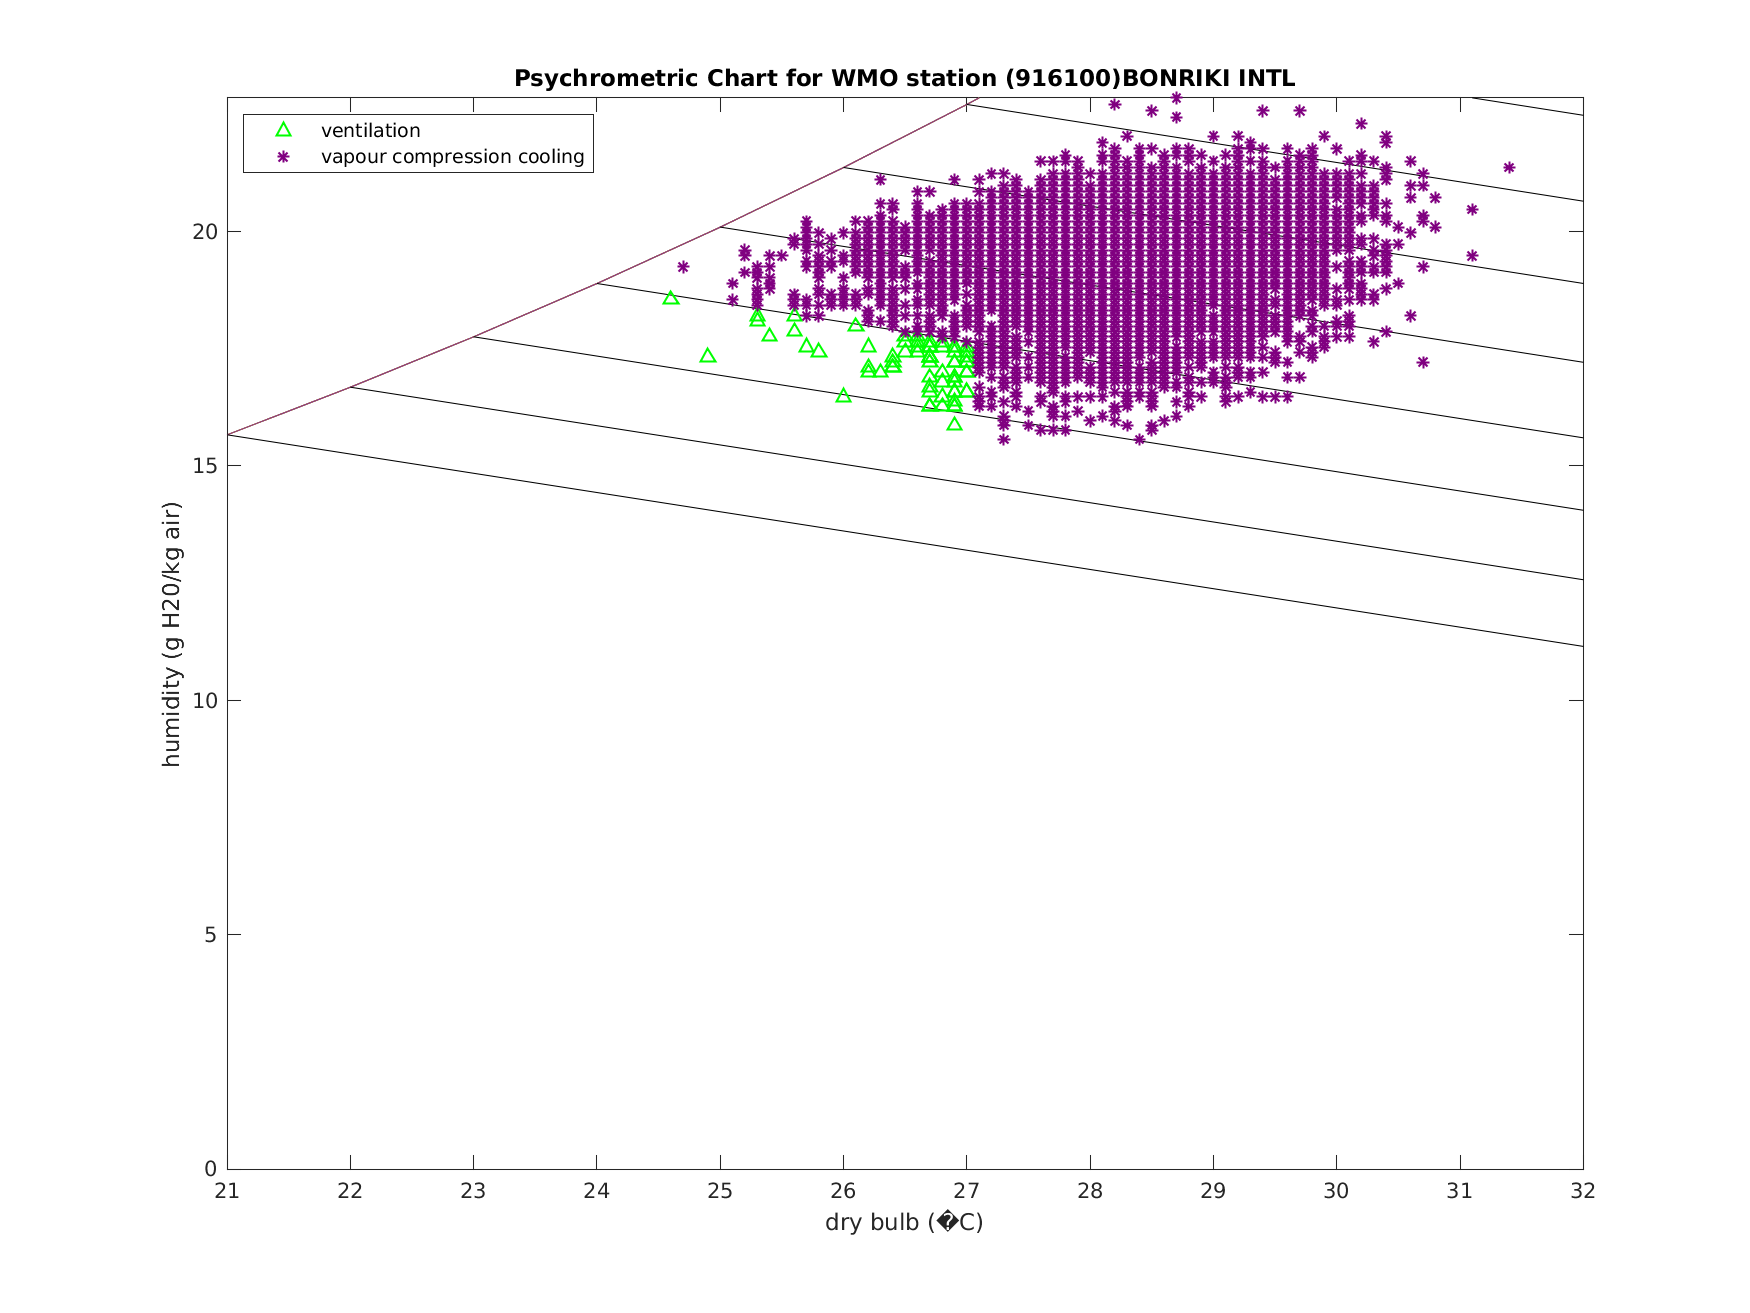 Psychrometric Chart for WMO station (916100)BONRIKI INTL
ventilation
vapour compression cooling
humidity (g H20/kg air)
20
15
10
5
0
21 22 23 24 25 26 27 28 29 30 31 32
dry bulb (�C)